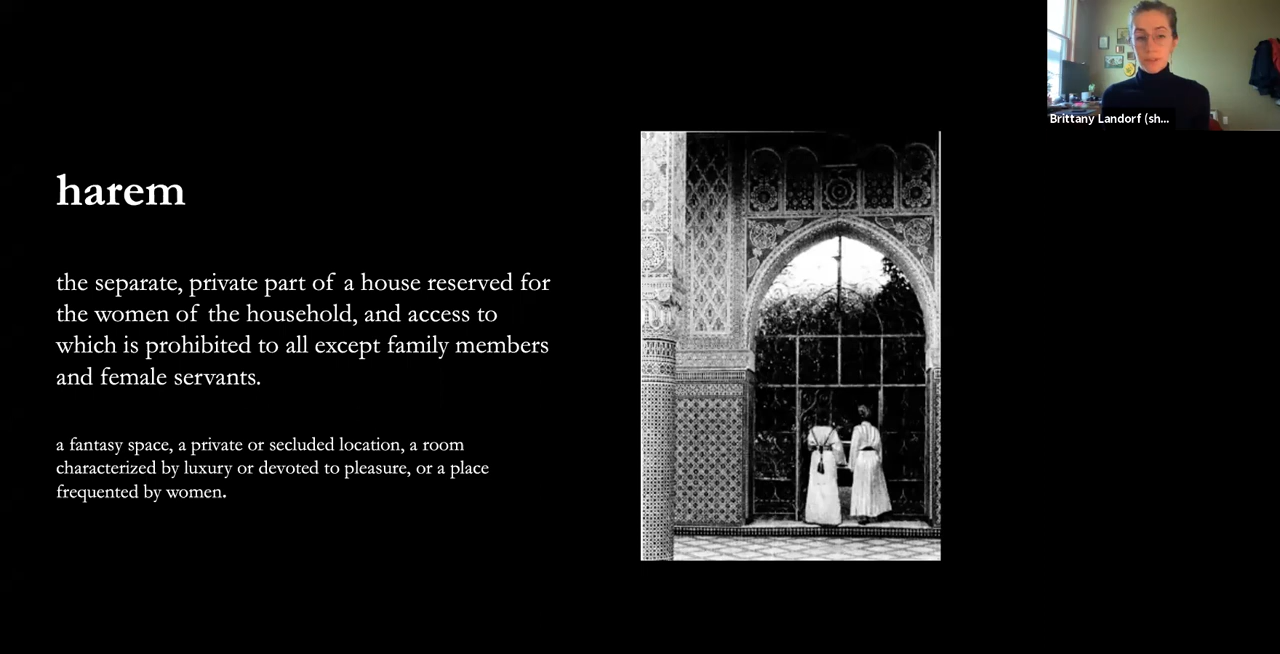 Brittany Landorf (sh...
harem
the separate, private part of a house reserved for
the women of the household, and access to
which is prohibited to all except family members
and female servants.
a fantasy space, a private or secluded location, a room
characterized by luxury or devoted to pleasure, or a place
frequented by women.